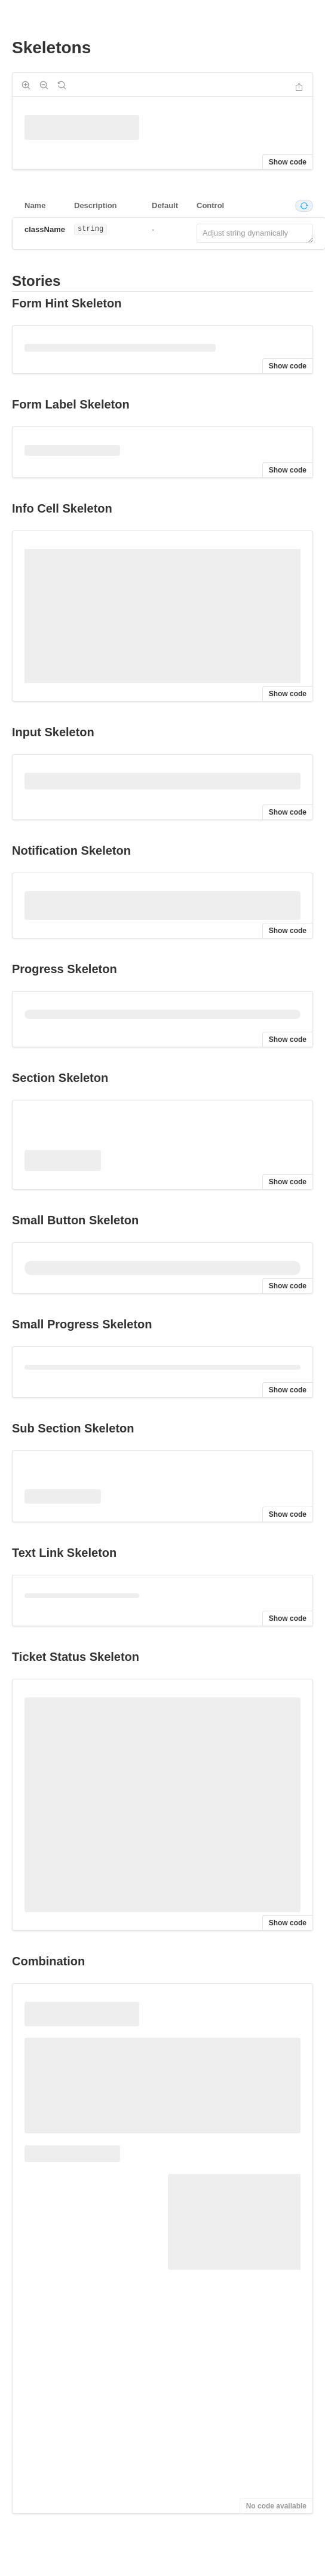 Skeletons
Show code
Name Description Default Control
className string - Adjust string dynamically
Stories
Form Hint Skeleton
Show code
Form Label Skeleton
Show code
Info Cell Skeleton
Show code
Input Skeleton
Show code
Notification Skeleton
Show code
Progress Skeleton
Show code
Section Skeleton
Show code
Small Button Skeleton
Show code
Small Progress Skeleton
Show code
Sub Section Skeleton
Show code
Text Link Skeleton
Show code
Ticket Status Skeleton
Show code
Combination
No code available